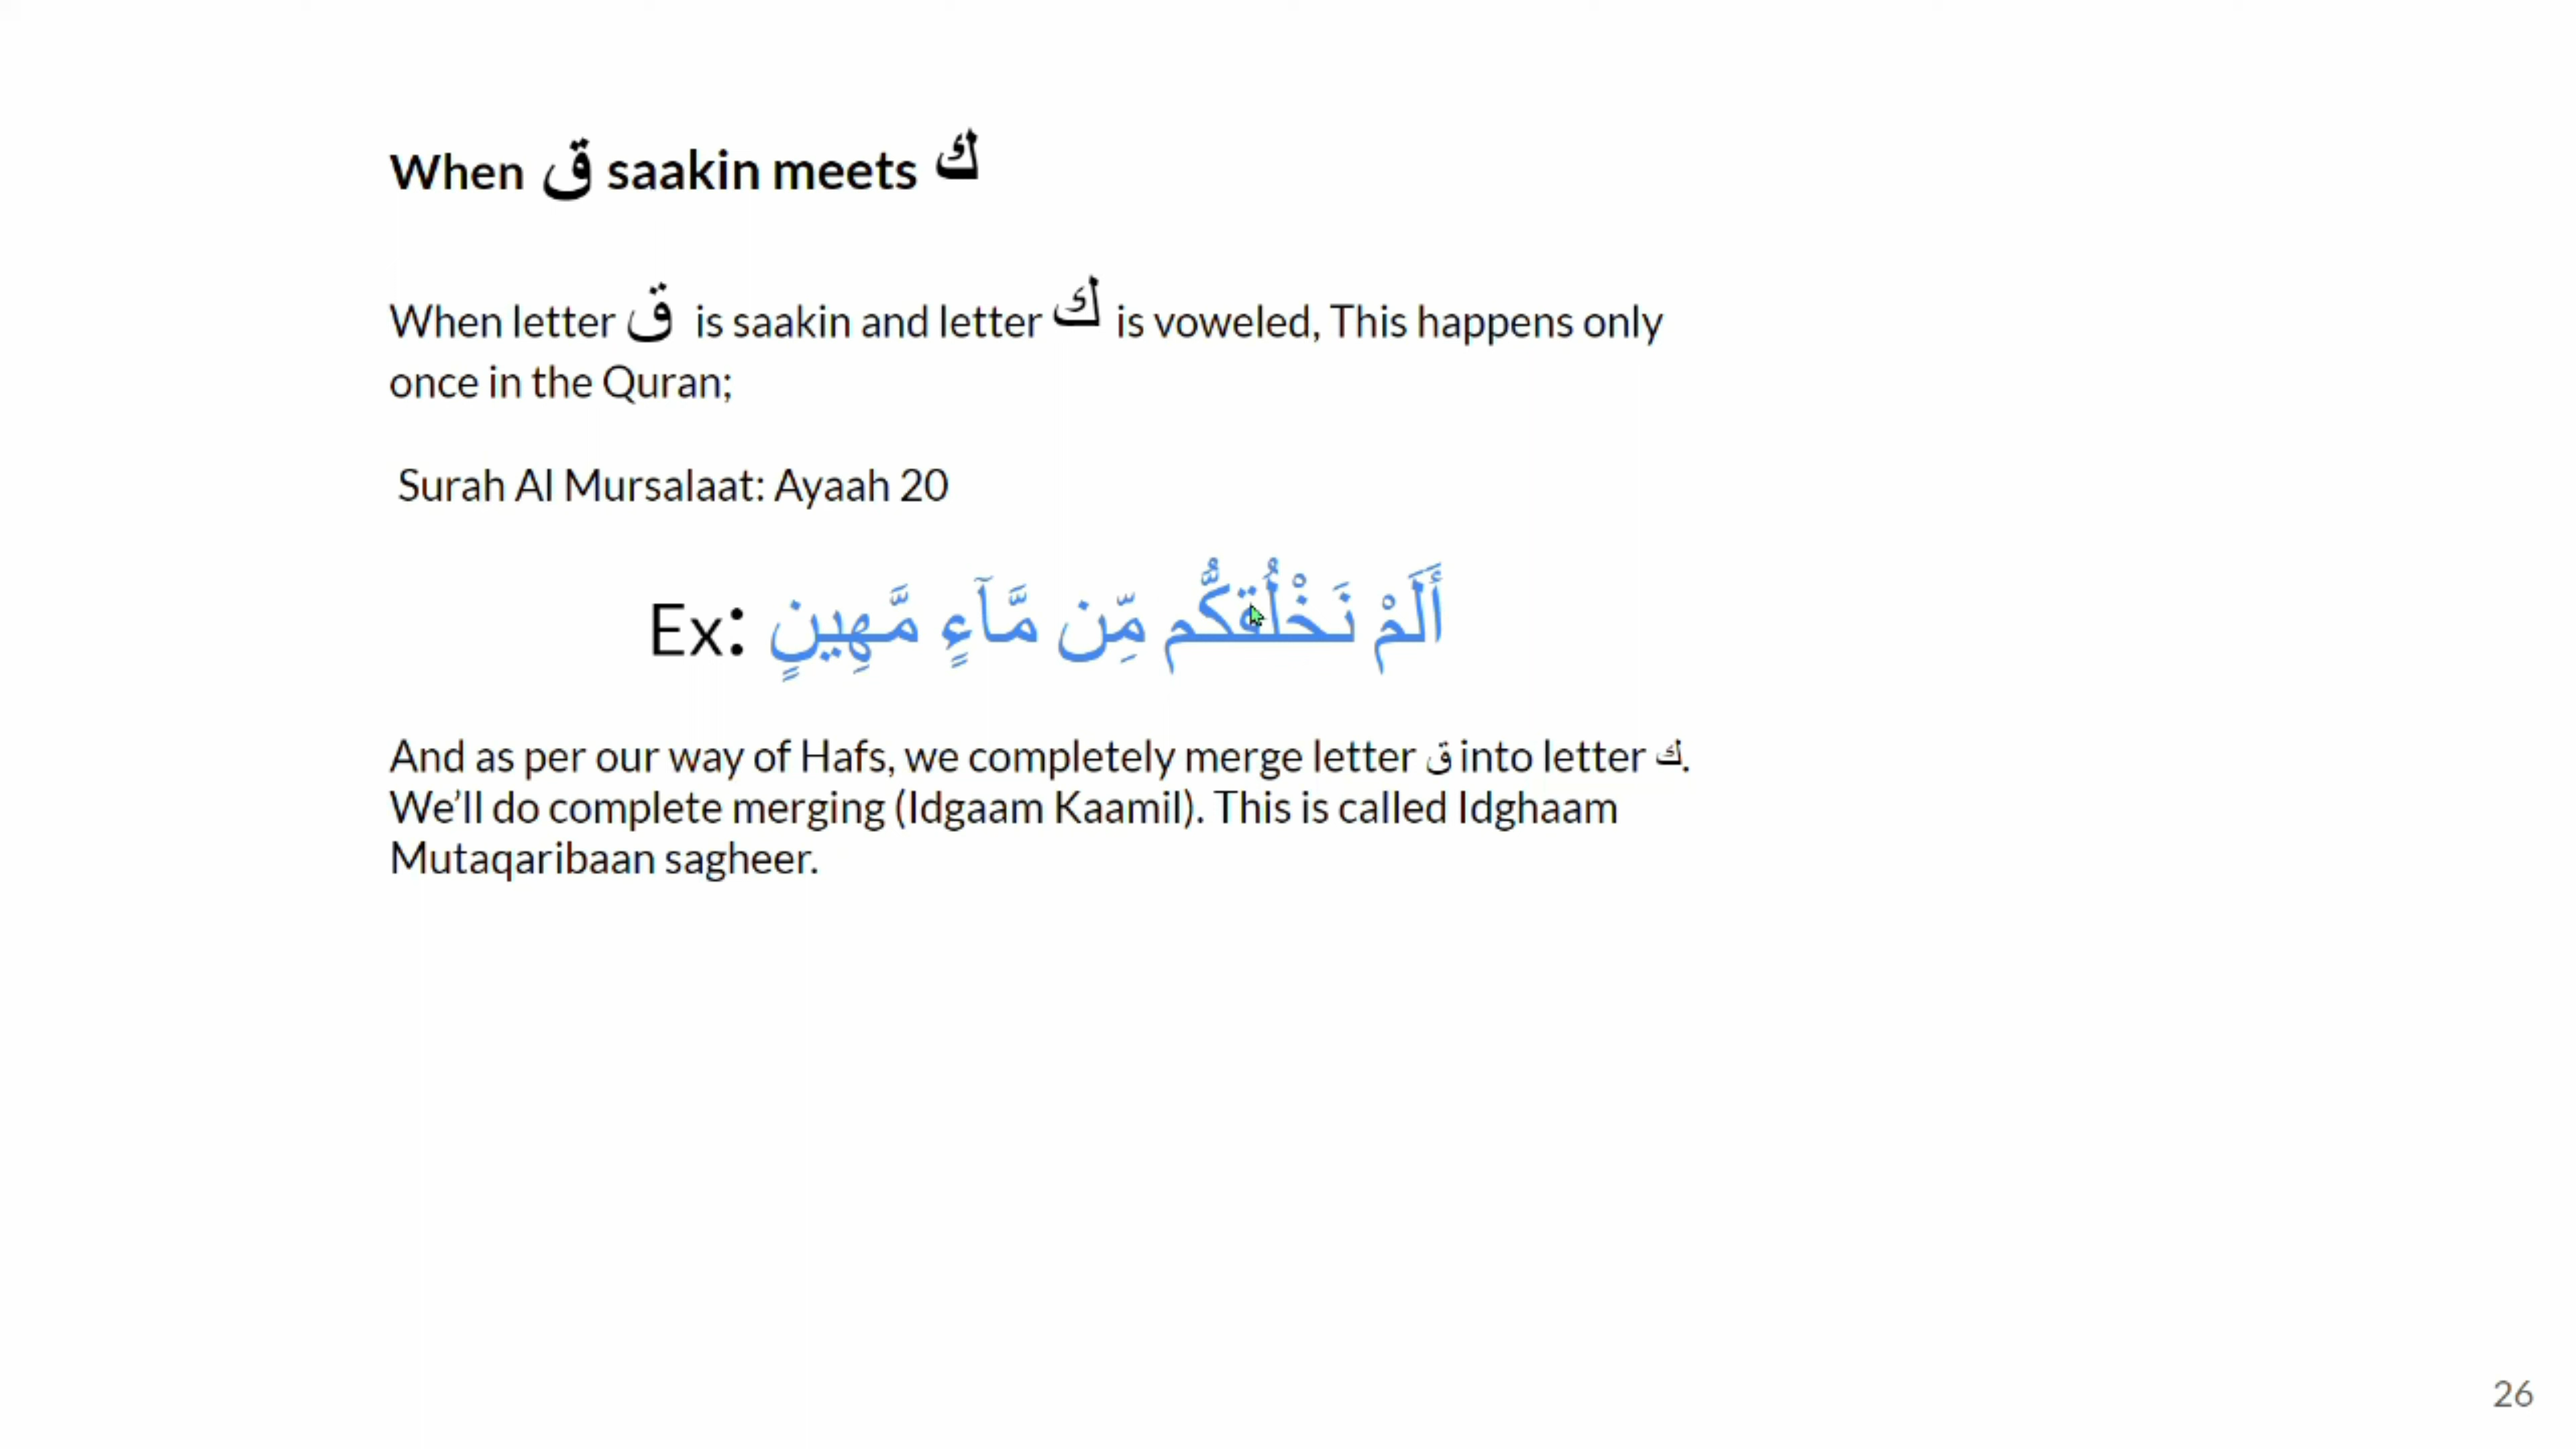 When ق saakin meets ك
When letter ق is saakin and letter ك is voweled, This happens only
once in the Quran;
Surah Al Mursalaat: Ayaah 20
Ex: أَلَمْ نَخْلُقكُّم مِّن مَّآءٍ مَّهِينٍ
And as per our way of Hafs, we completely merge letter ق into letter ك.
We’ll do complete merging (Idgaam Kaamil). This is called Idghaam
Mutaqaribaan sagheer.
26